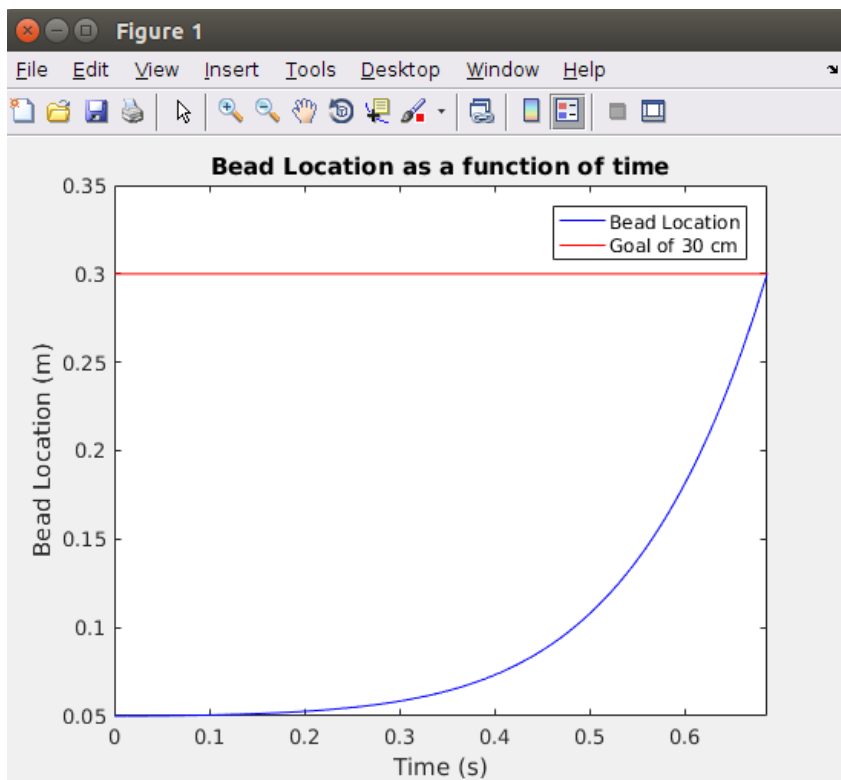 Figure 1
File Edit View Insert Tools Desktop Window Help
Bead Location as a function of time
0.35
Bead Location
Goal of 30 cm
0.3
0.25
0.2
0.15
0.1
0.05
Bead Location (m)
0 0.1 0.2 0.3 0.4 0.5 0.6
Time (s)